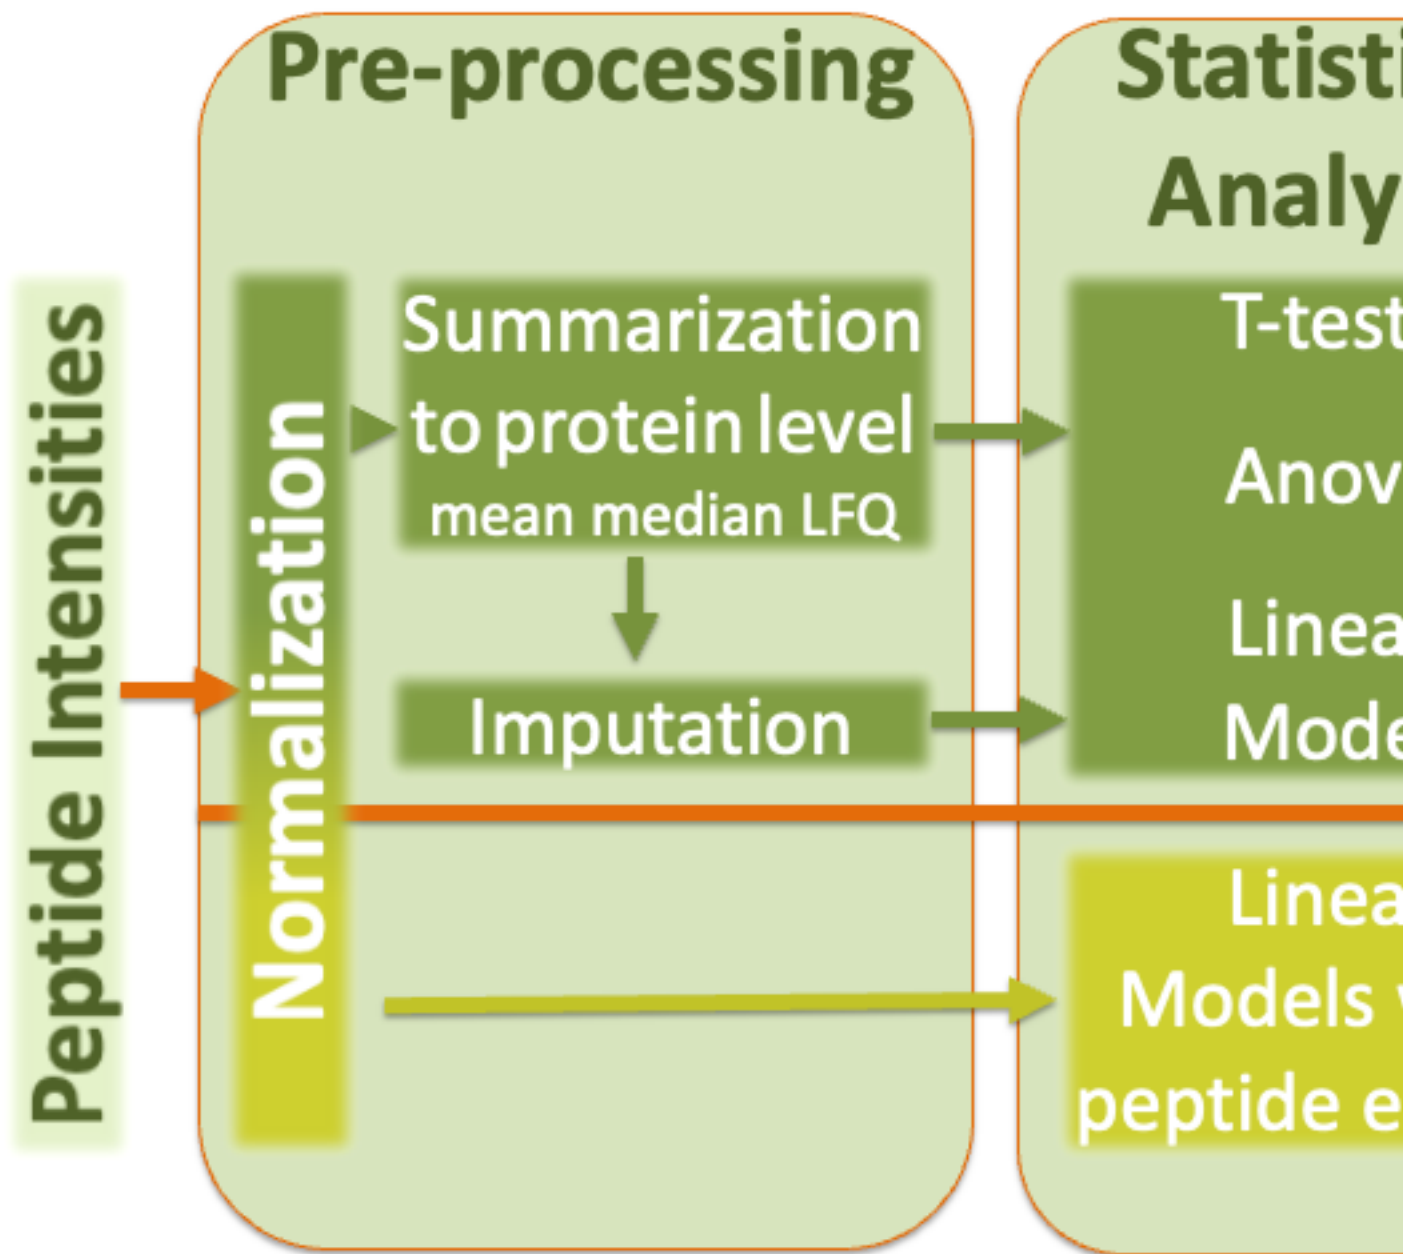 Pre-processing
Statisti
Analy
Peptide Intensities
Normalization
Summarization
to protein level
mean median LFQ
Imputation
T-test
Anov
Linea
Mode
Linea
Models
peptide e